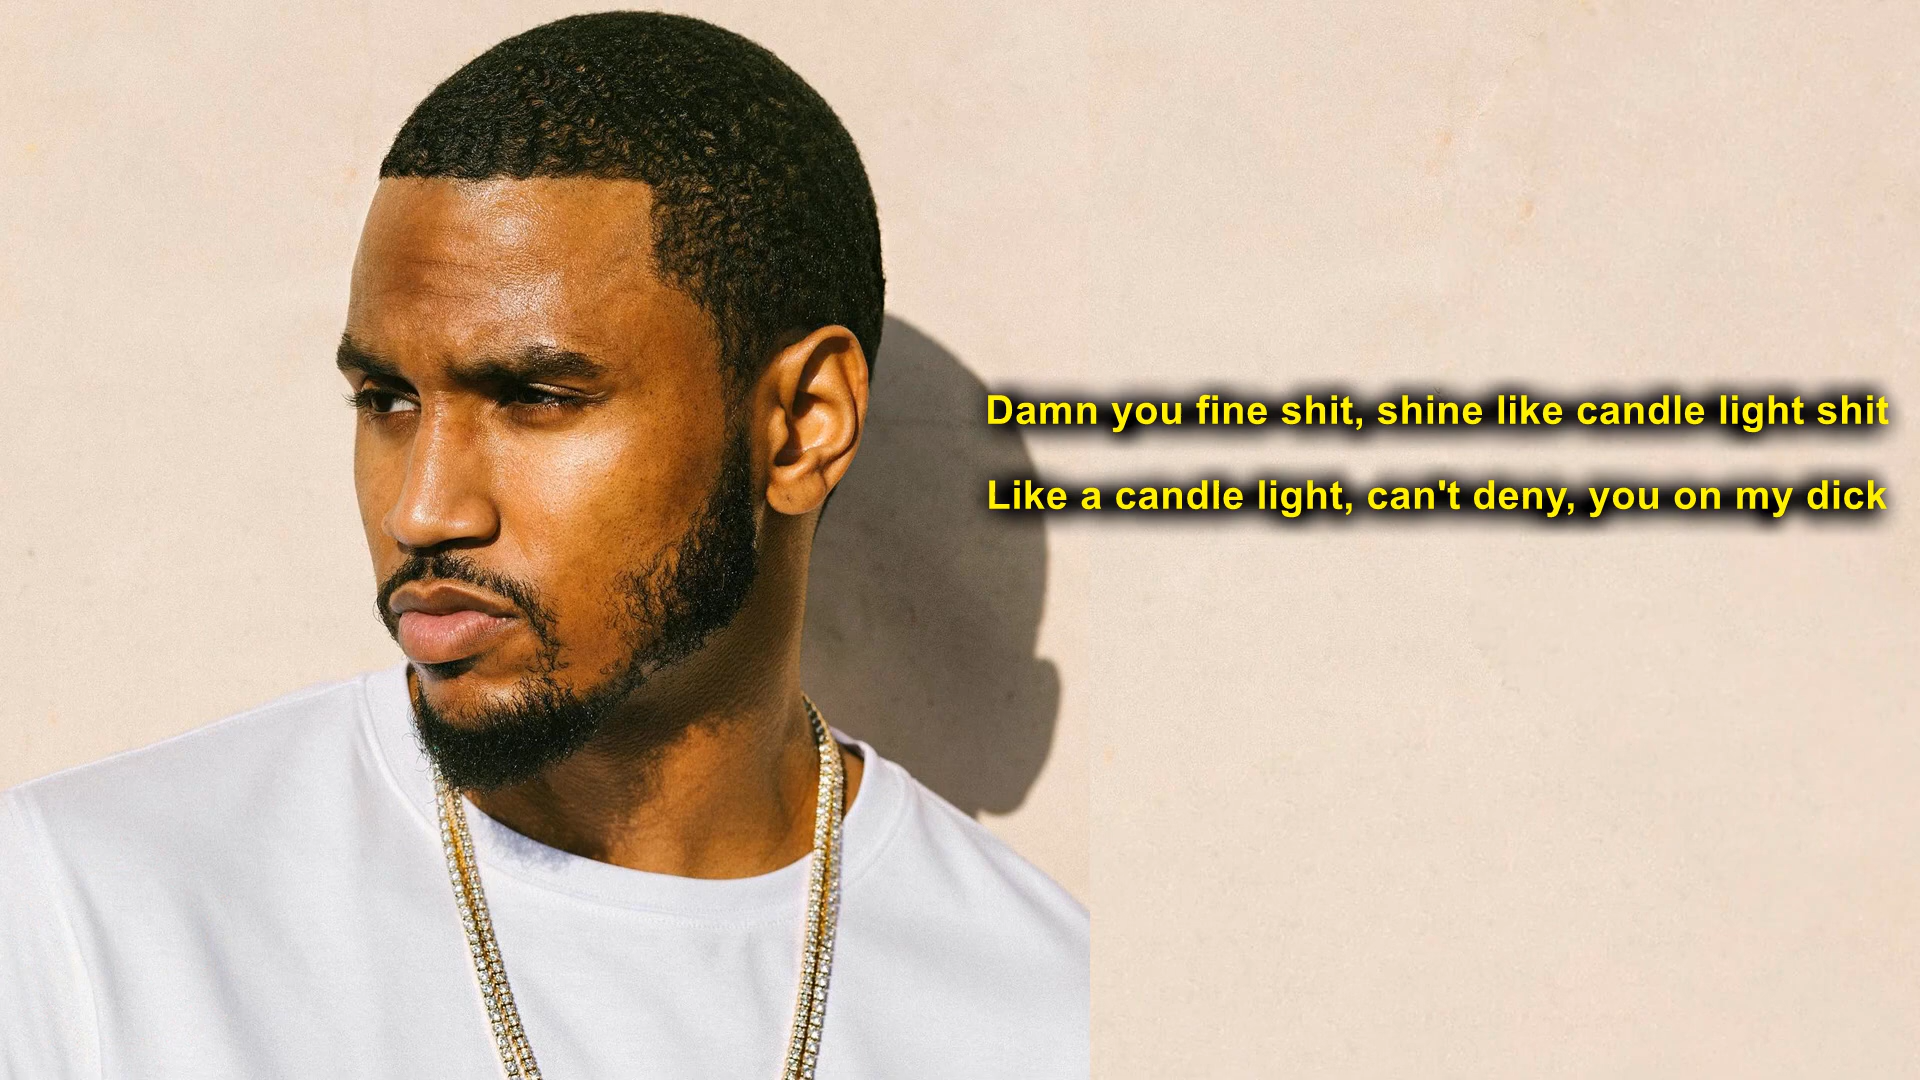 Damn you fine shit, shine like candle light shit
Like a candle light, can't deny, you on my dick